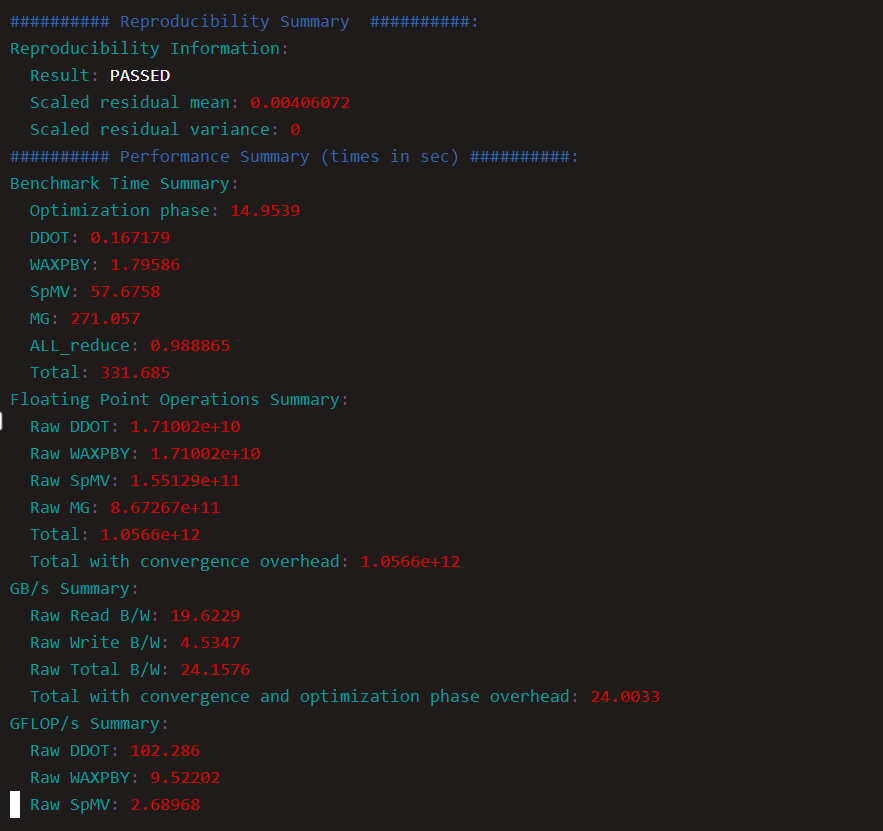 ########## Reproducibility Summary  ##########:
Reproducibility Information:
  Result: PASSED
  Scaled residual mean: 0.00406072
  Scaled residual variance: 0
########## Performance Summary (times in sec) ##########:
Benchmark Time Summary:
  Optimization phase: 14.9539
  DDOT: 0.167179
  WAXPBY: 1.79586
  SpMV: 57.6758
  MG: 271.057
  ALL_reduce: 0.988865
  Total: 331.685
Floating Point Operations Summary:
  Raw DDOT: 1.71002e+10
  Raw WAXPBY: 1.71002e+10
  Raw SpMV: 1.55129e+11
  Raw MG: 8.67267e+11
  Total: 1.0566e+12
  Total with convergence overhead: 1.0566e+12
GB/s Summary:
  Raw Read B/W: 19.6229
  Raw Write B/W: 4.5347
  Raw Total B/W: 24.1576
  Total with convergence and optimization phase overhead: 24.0033
GFLOP/s Summary:
  Raw DDOT: 102.286
  Raw WAXPBY: 9.52202
  Raw SpMV: 2.68968